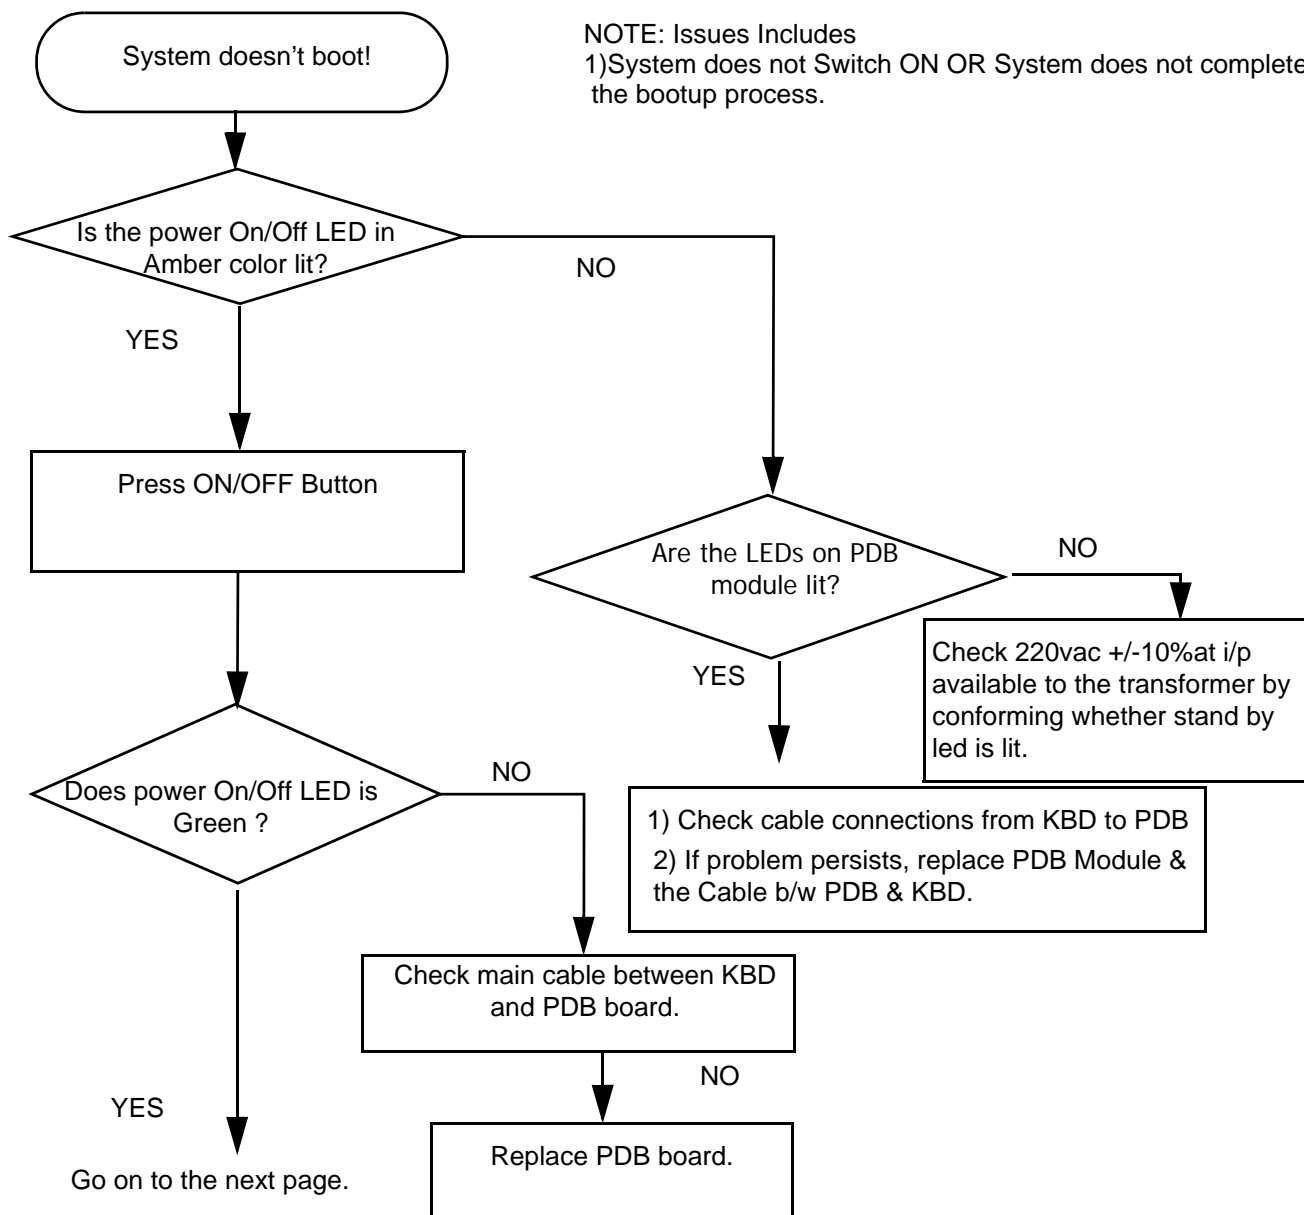 System doesn't boot!
NOTE: Issues Includes
1)System does not Switch ON OR System does not complete
the bootup process.
Is the power On/Off LED in
Amber color lit?
NO
YES
Press ON/OFF Button
Are the LEDs on PDB
module lit?
NO
YES
Check 220vac +/-10%at i/p
available to the transformer by
conforming whether stand by
led is lit.
Does power On/Off LED is
Green ?
NO
1) Check cable connections from KBD to PDB
2) If problem persists, replace PDB Module &
the Cable b/w PDB & KBD.
Check main cable between KBD
and PDB board.
NO
YES
Replace PDB board.
Go on to the next page.